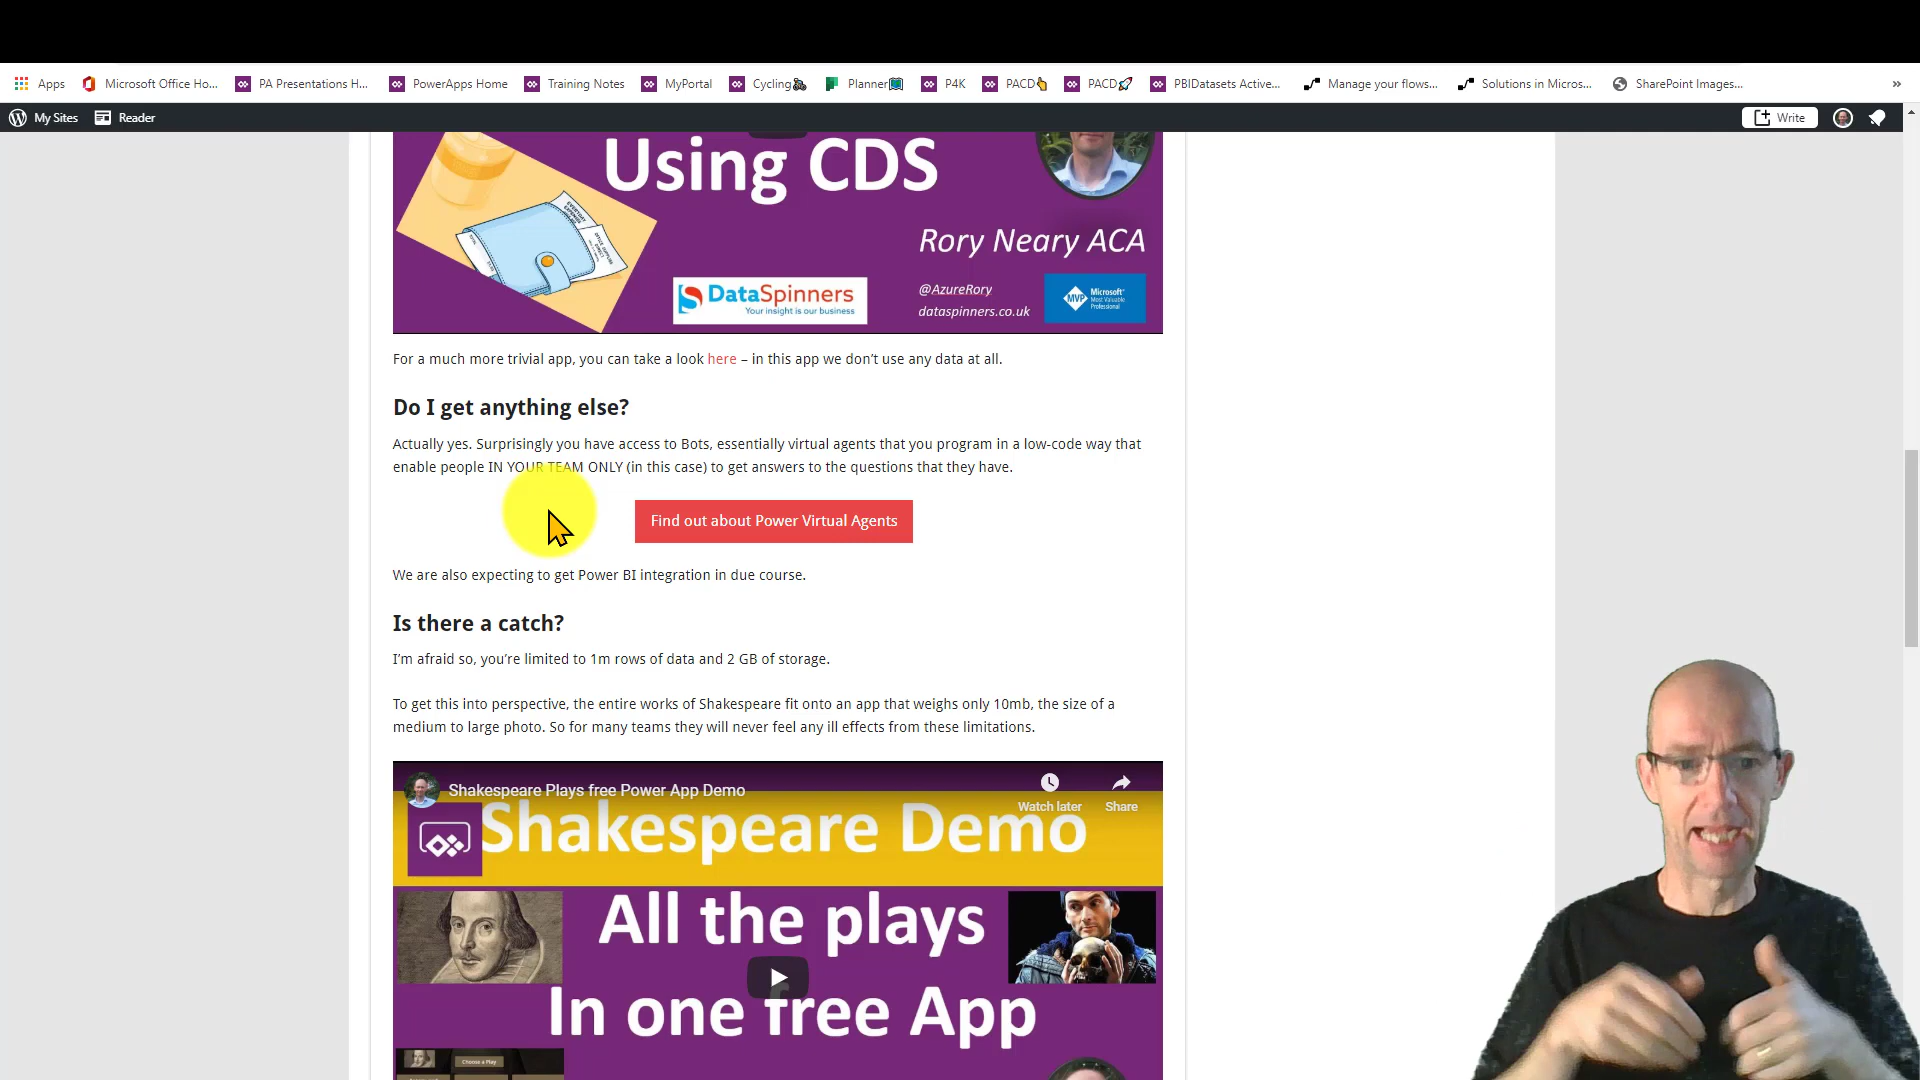 Apps
Microsoft Office Ho...
PA Presentations H...
PowerApps Home
Training Notes
MyPortal
Cycling
Planner
P4K
PACD
PACD
PBIDatasets Active...
Manage your flows...
Solutions in Micros...
SharePoint Images...
»
My Sites
Reader
Write
Using CDS
Rory Neary ACA
DataSpinners
Your insight is our business
@AzureRory
dataspinners.co.uk
MVP
Microsoft
Most Valuable
Professional
For a much more trivial app, you can take a look here – in this app we don't use any data at all.
Do I get anything else?
Actually yes. Surprisingly you have access to Bots, essentially virtual agents that you program in a low-code way that
enable people IN YOUR TEAM ONLY (in this case) to get answers to the questions that they have.
Find out about Power Virtual Agents
We are also expecting to get Power BI integration in due course.
Is there a catch?
I'm afraid so, you're limited to 1m rows of data and 2 GB of storage.
To get this into perspective, the entire works of Shakespeare fit onto an app that weighs only 10mb, the size of a
medium to large photo. So for many teams they will never feel any ill effects from these limitations.
Shakespeare Plays free Power App Demo
Watch later
Share
Shakespeare Demo
All the plays
In one free App
Choose a Play